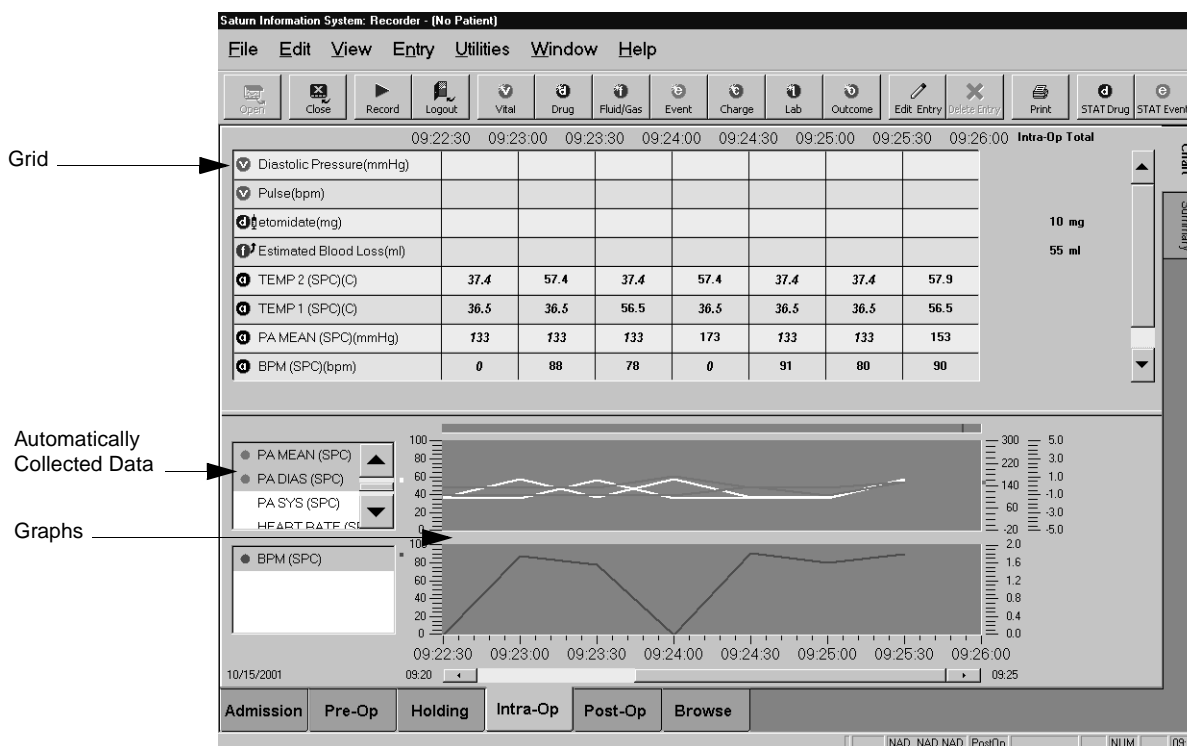 Saturn Information System: Recorder - (No Patient)
File Edit View Entry Utilities Window Help
Open Close Record Logout Vital Drug Fluid/Gas Event Charge Lab Outcome Edit Entry Delete Entry Print STAT Drug STAT Event
09:22:30 09:23:00 09:23:30 09:24:00 09:24:30 09:25:00 09:25:30 09:26:00 Intra-Op Total
Chart
Summary
Grid
v Diastolic Pressure(mmHg)
v Pulse(bpm)
d etomidate(mg) 10 mg
f Estimated Blood Loss(ml) 55 ml
a TEMP 2 (SPC)(C) 37.4 57.4 37.4 57.4 37.4 37.4 57.9
a TEMP 1 (SPC)(C) 36.5 36.5 56.5 36.5 36.5 36.5 56.5
a PA MEAN (SPC)(mmHg) 133 133 133 173 133 133 153
a BPM (SPC)(bpm) 0 88 78 0 91 80 90
Automatically
Collected Data
Graphs
PA MEAN (SPC)
PA DIAS (SPC)
PA SYS (SPC)
HEART RATE (SP
100 300 5.0
80 220 3.0
60 140 1.0
40 -1.0
20 60 -3.0
0 -20 -5.0
BPM (SPC)
100 2.0
80 1.6
60 1.2
40 0.8
20 0.4
0 0.0
09:22:30 09:23:00 09:23:30 09:24:00 09:24:30 09:25:00 09:25:30 09:26:00
10/15/2001 09:20 09:25
Admission Pre-Op Holding Intra-Op Post-Op Browse
NAD, NAD NAD PostOp NUM 09: